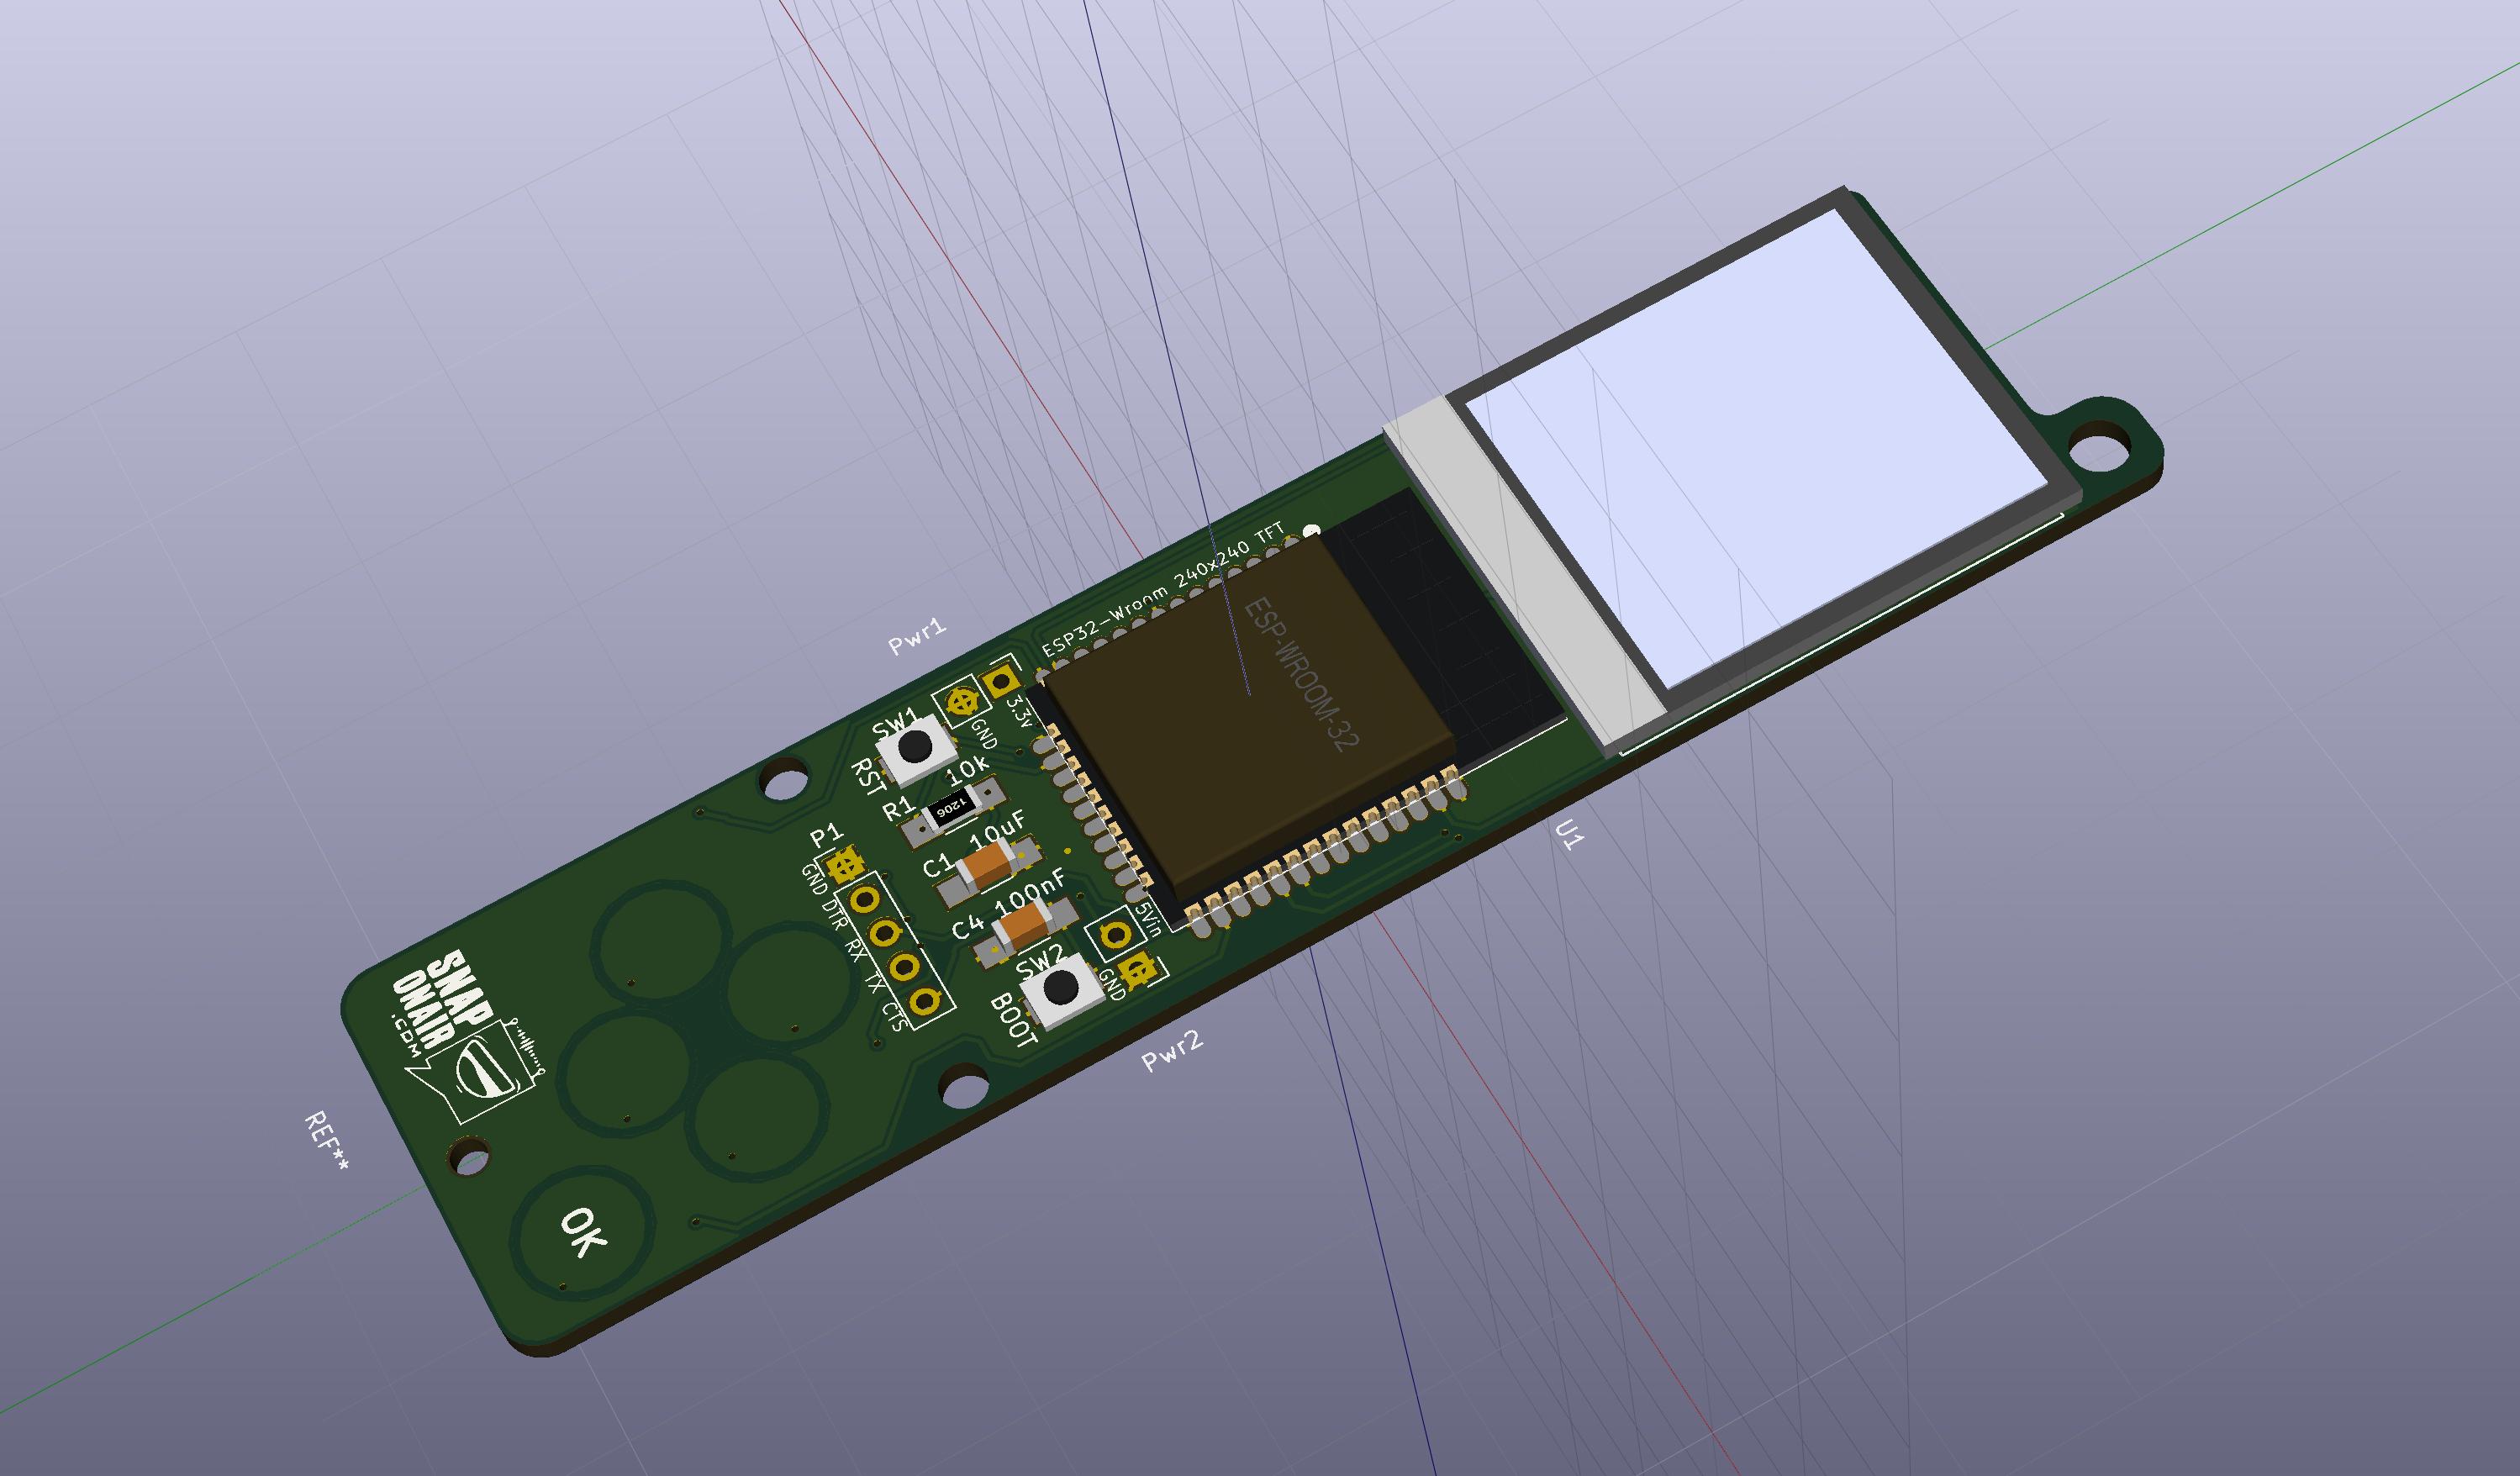 ESP32-Wroom 240x240 TFT
ESP-WROOM-32
Pwr1
3.3v
GND
SW1
RST
10k
R1
1206
10uF
C1
100nF
C4
P1
GND DTR RX TX CTS
5Vin
GND
SW2
BOOT
Pwr2
U1
SNAP
ONAIR
.COM
REF**
OK